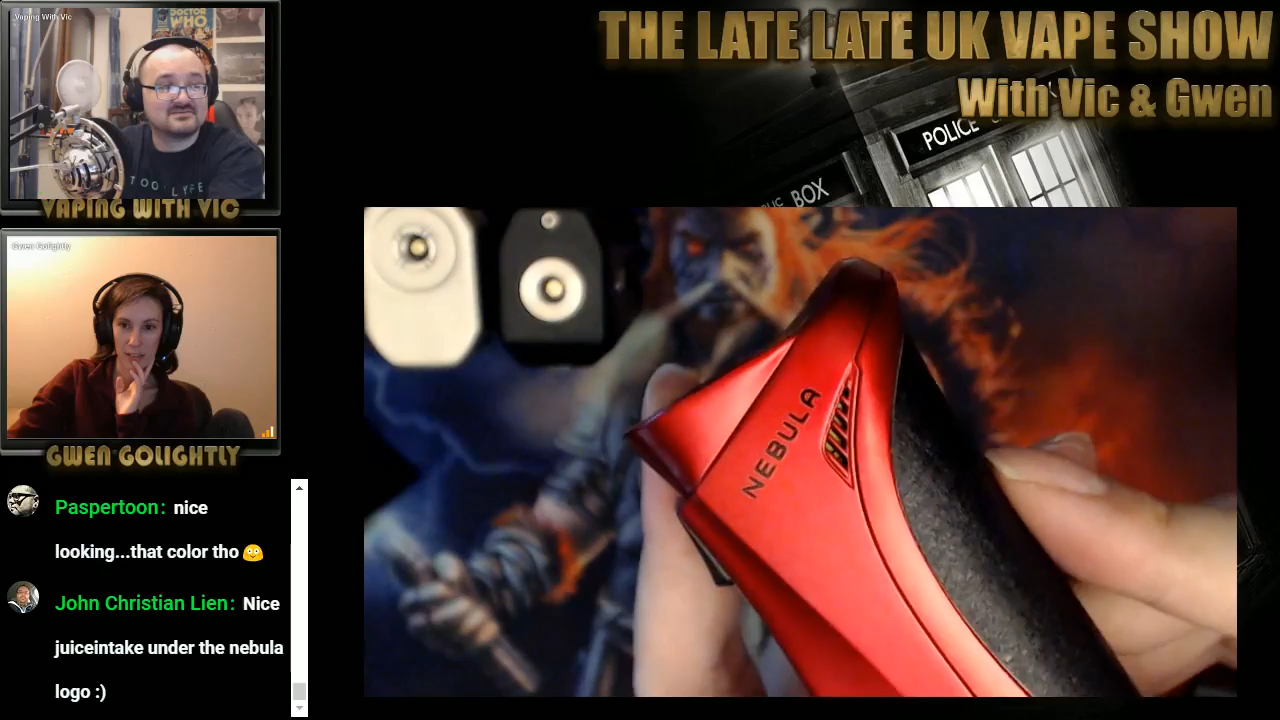 Vaping With Vic
DOCTOR
WHO
TOO
VAPING WITH VIC
Gwen Golightly
GWEN GOLIGHTLY
Paspertoon: nice
looking...that color tho
John Christian Lien: Nice
juiceintake under the nebula
logo :)
THE LATE LATE UK VAPE SHOW
With Vic & Gwen
POLICE
BOX
NEBULA